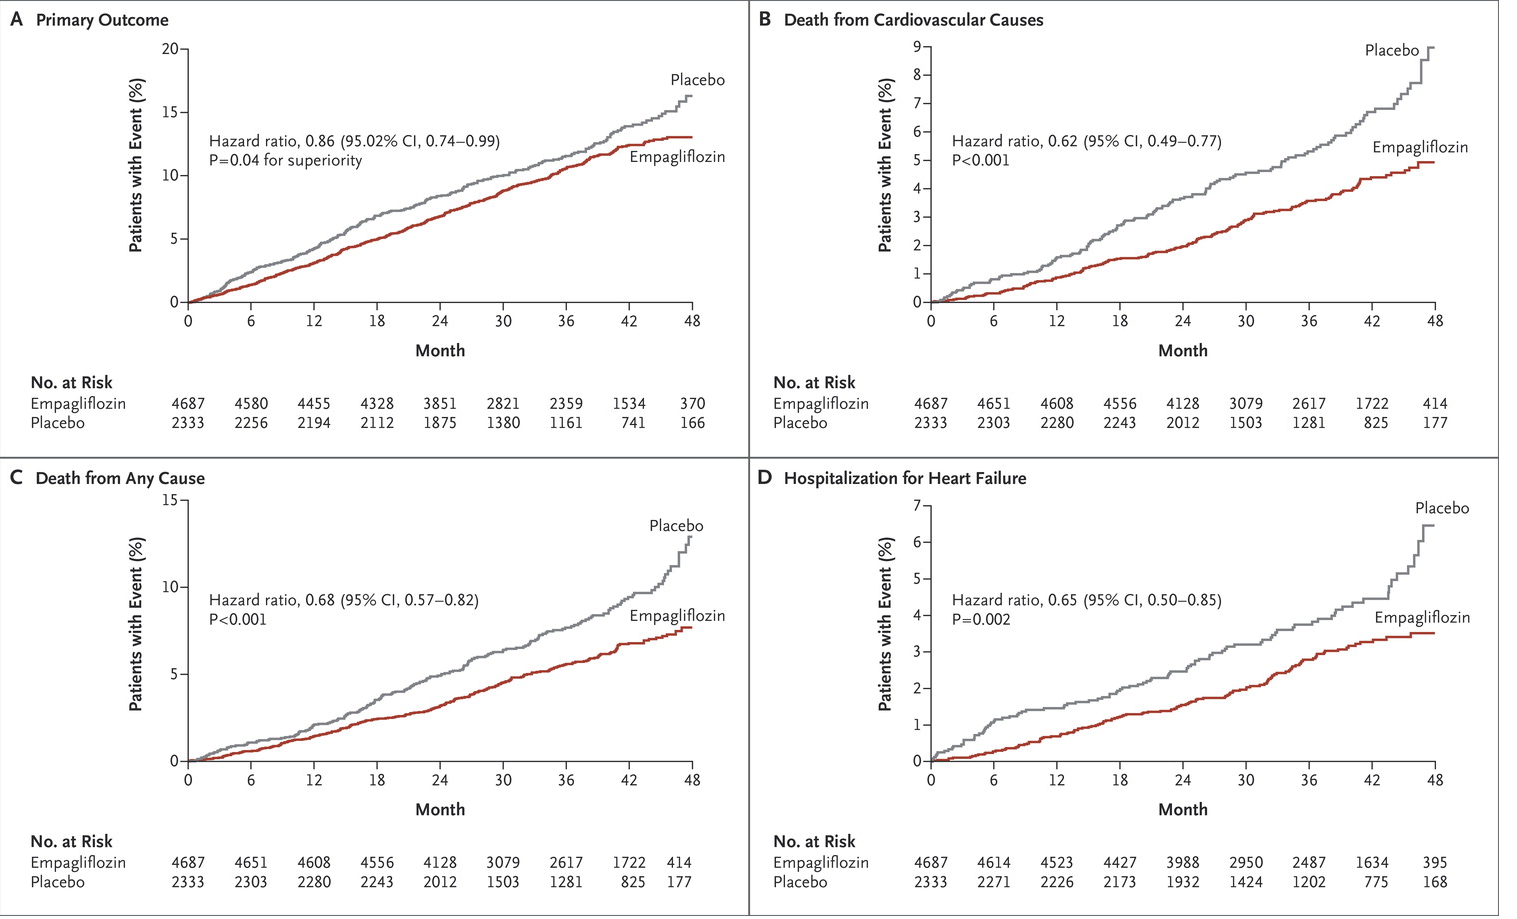 A Primary Outcome
20
15
10
5
0
Patients with Event (%)
Placebo
Hazard ratio, 0.86 (95.02% CI, 0.74–0.99)
P=0.04 for superiority
Empagliflozin
0 6 12 18 24 30 36 42 48
Month
No. at Risk
Empagliflozin 4687 4580 4455 4328 3851 2821 2359 1534 370
Placebo 2333 2256 2194 2112 1875 1380 1161 741 166
B Death from Cardiovascular Causes
9
8
7
6
5
4
3
2
1
0
Patients with Event (%)
Placebo
Hazard ratio, 0.62 (95% CI, 0.49–0.77)
P<0.001
Empagliflozin
0 6 12 18 24 30 36 42 48
Month
No. at Risk
Empagliflozin 4687 4651 4608 4556 4128 3079 2617 1722 414
Placebo 2333 2303 2280 2243 2012 1503 1281 825 177
C Death from Any Cause
15
10
5
0
Patients with Event (%)
Placebo
Hazard ratio, 0.68 (95% CI, 0.57–0.82)
P<0.001
Empagliflozin
0 6 12 18 24 30 36 42 48
Month
No. at Risk
Empagliflozin 4687 4651 4608 4556 4128 3079 2617 1722 414
Placebo 2333 2303 2280 2243 2012 1503 1281 825 177
D Hospitalization for Heart Failure
7
6
5
4
3
2
1
0
Patients with Event (%)
Placebo
Hazard ratio, 0.65 (95% CI, 0.50–0.85)
P=0.002
Empagliflozin
0 6 12 18 24 30 36 42 48
Month
No. at Risk
Empagliflozin 4687 4614 4523 4427 3988 2950 2487 1634 395
Placebo 2333 2271 2226 2173 1932 1424 1202 775 168